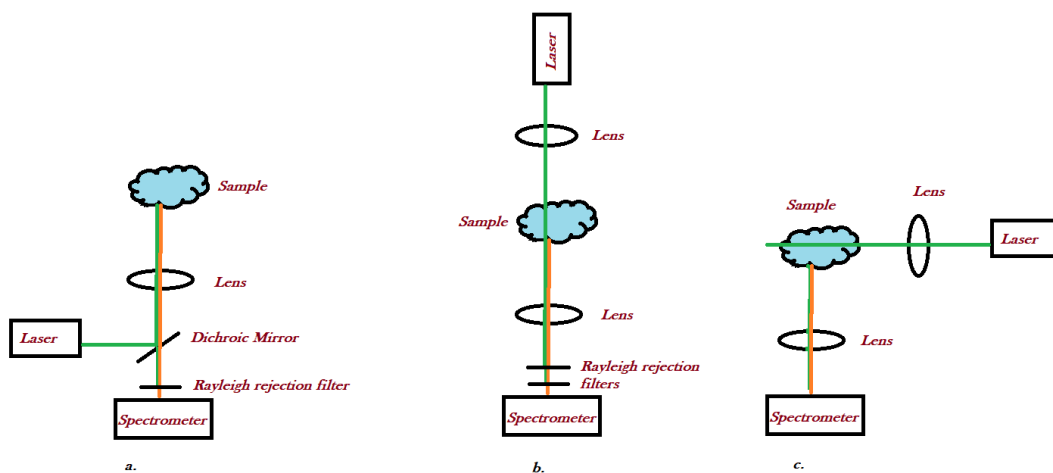 Sample
Lens
Laser
Dichroic Mirror
Rayleigh rejection filter
Spectrometer
a.
Laser
Lens
Sample
Lens
Rayleigh rejection
filters
Spectrometer
b.
Lens
Sample
Laser
Lens
Spectrometer
c.